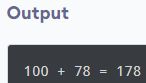 Output
100 + 78 = 178